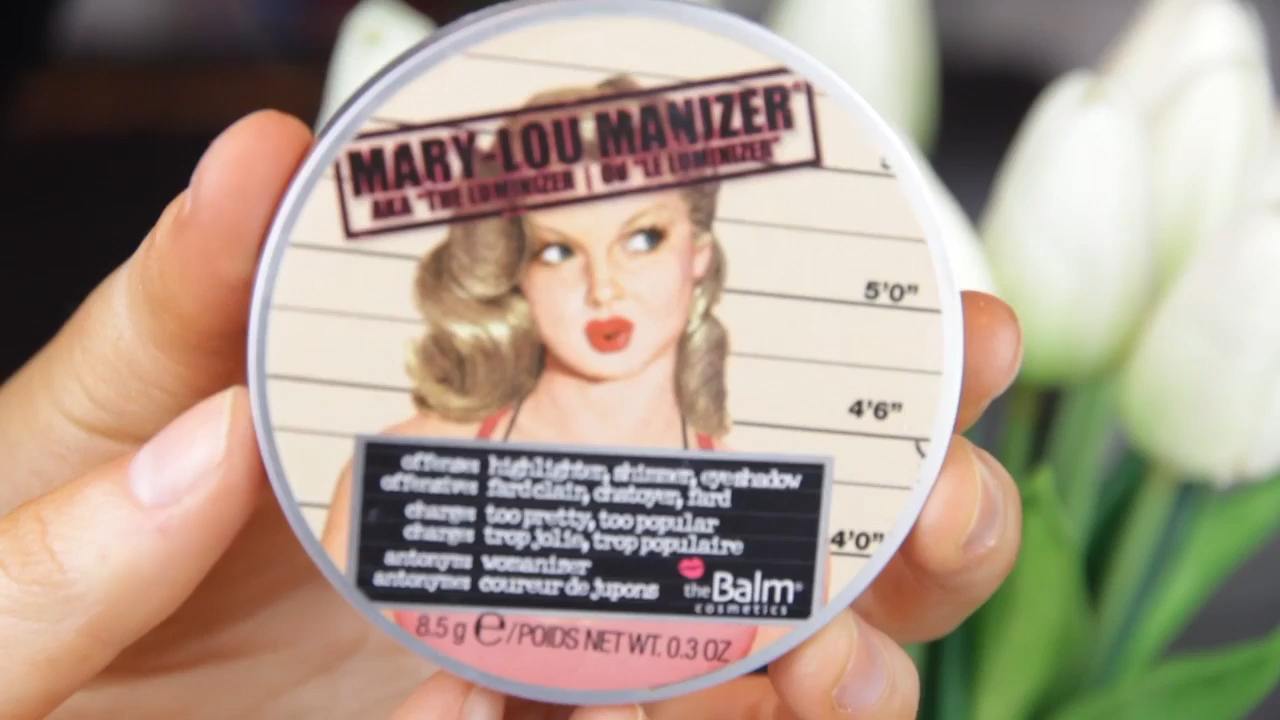 MARY-LOU MANIZER®
AKA "THE LUMINIZER" | OU "LE LUMINIZER"
5'0"
4'6"
4'0"
offense: highlighter, shimmer, eyeshadow
offensive: fard clair, chatoyer, fard
charges: too pretty, too popular
charges: trop jolie, trop populaire
antonym: womanizer
antonyme: coureur de jupons
theBalm®
cosmetics
8.5 g e/POIDS NET WT. 0.3 OZ